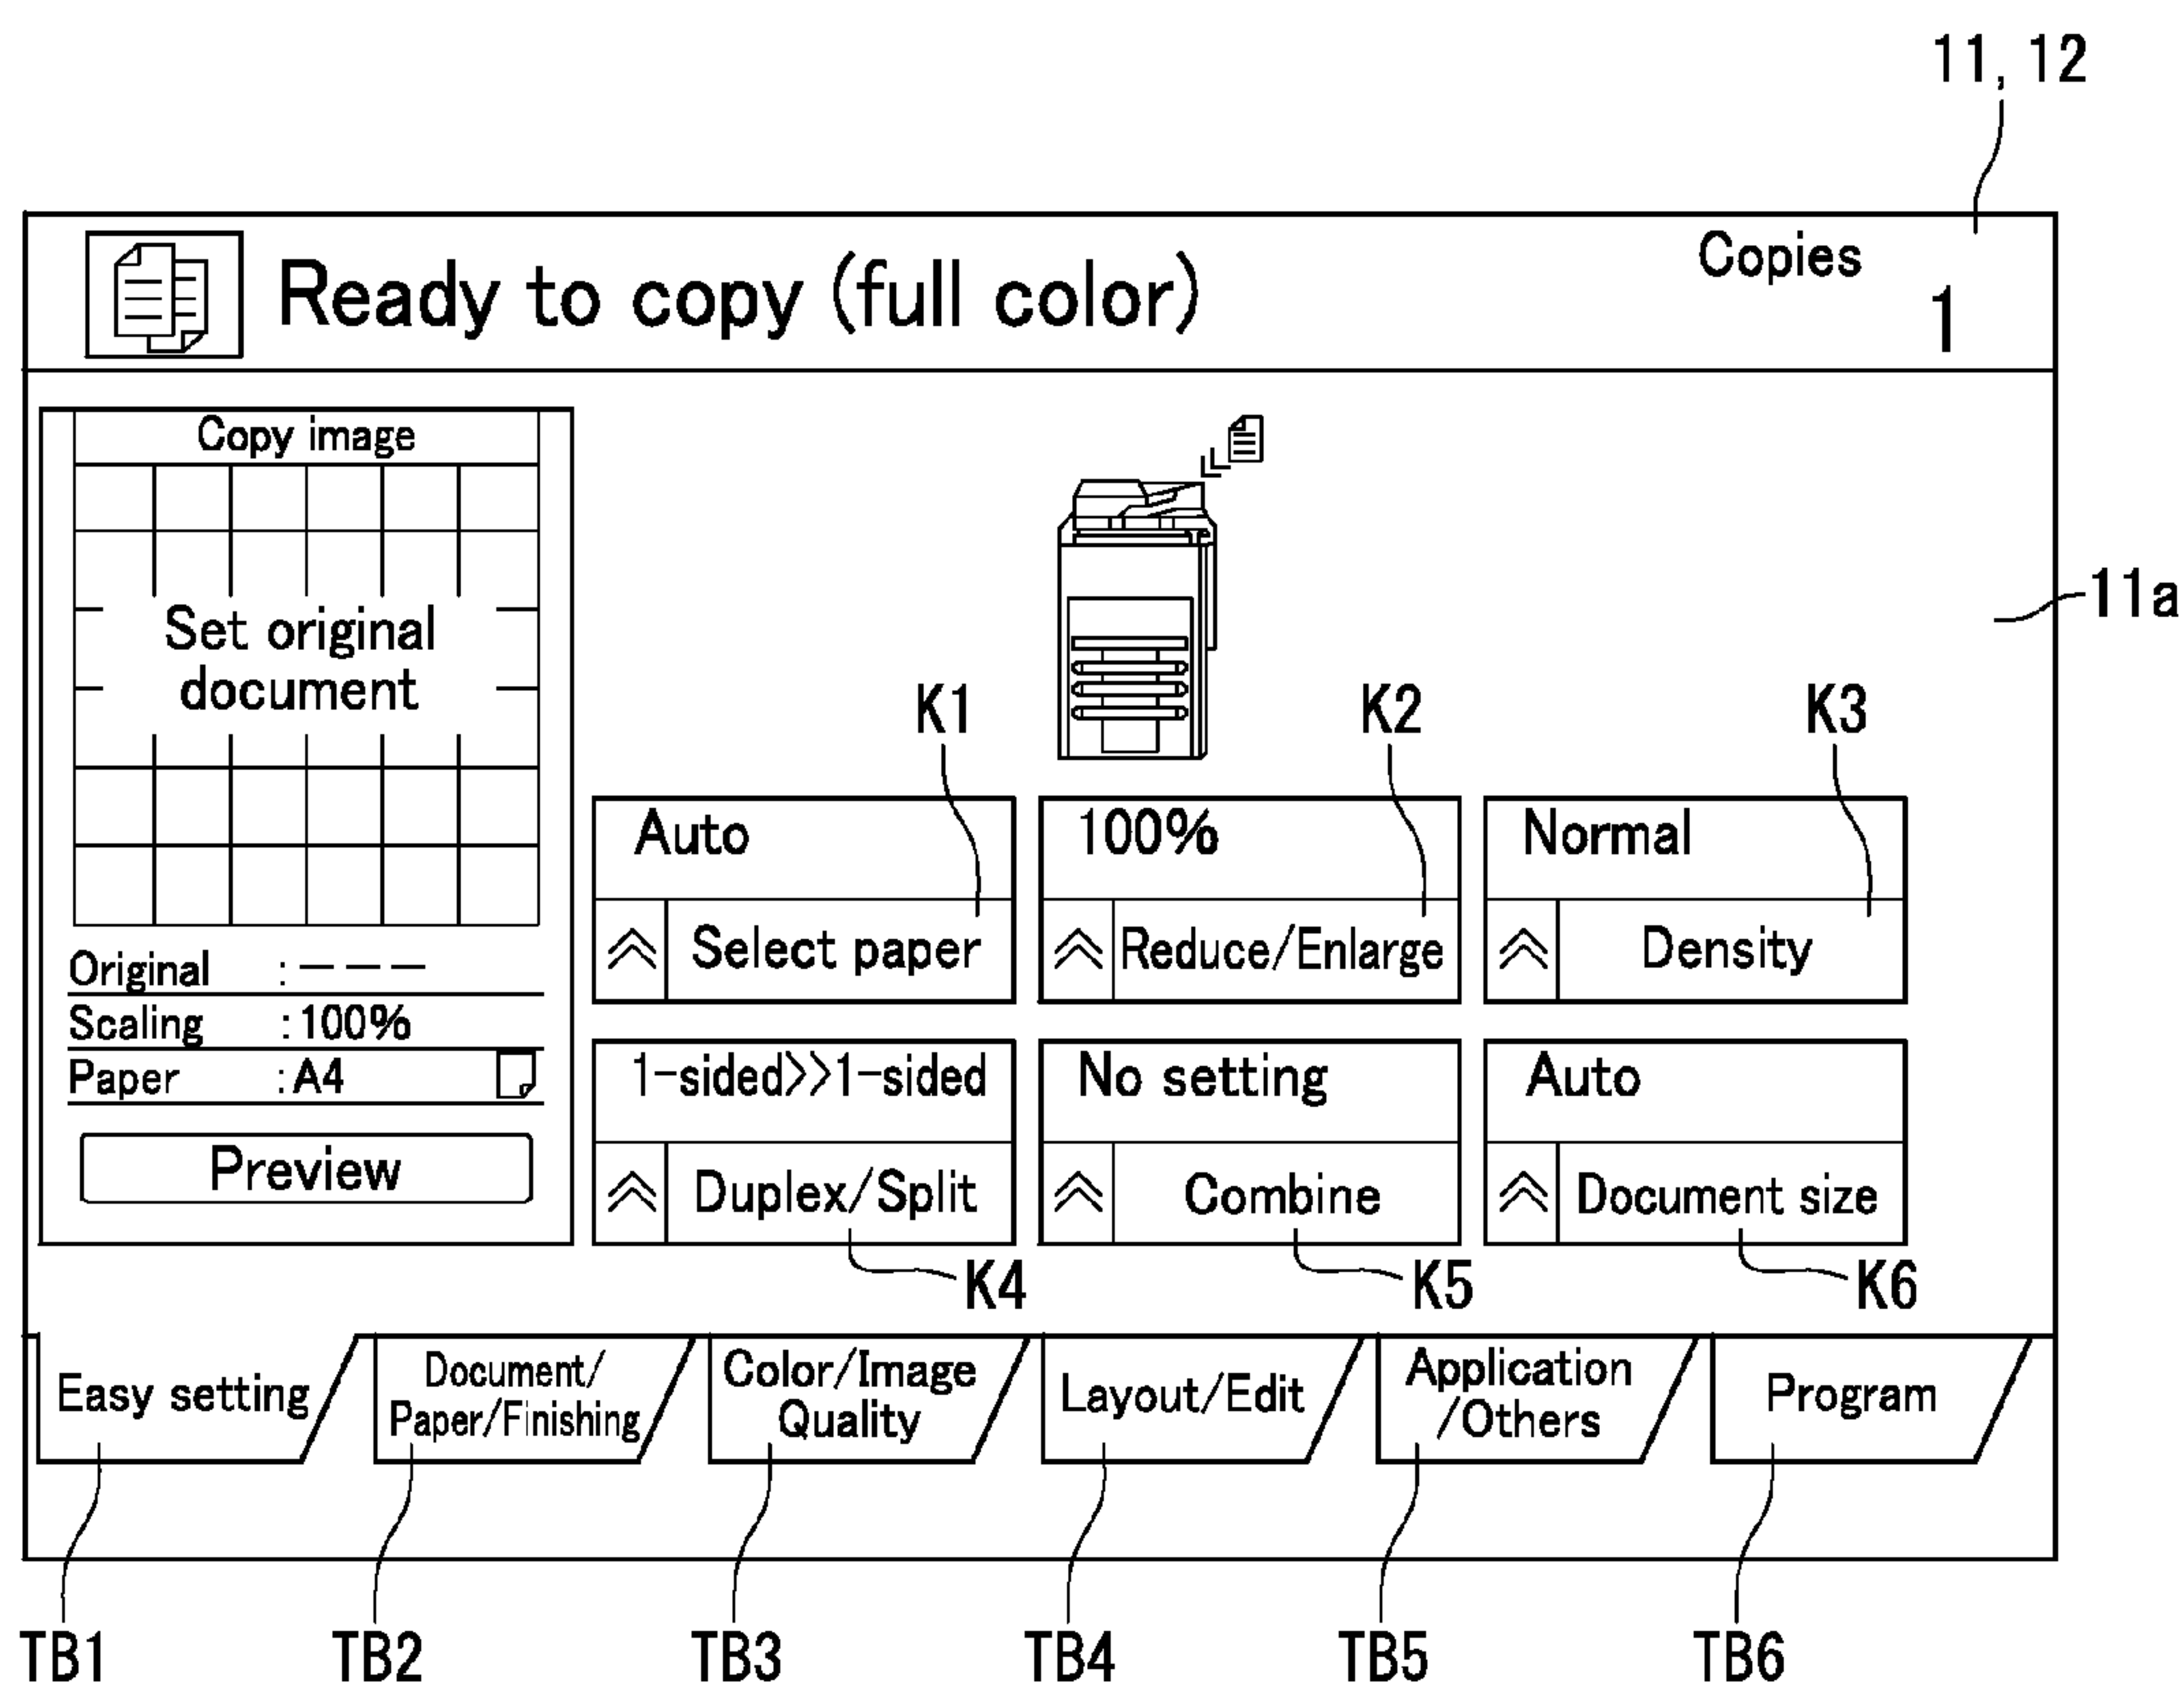 11, 12
Ready to copy (full color)
Copies
1
Copy image
Set original
document
11a
K1
K2
K3
Auto
100%
Normal
Select paper
Reduce/Enlarge
Density
Original : — — —
Scaling : 100%
Paper : A4
Preview
1-sided>>1-sided
No setting
Auto
Duplex/Split
Combine
Document size
K4
K5
K6
Easy setting
Document/
Paper/Finishing
Color/Image
Quality
Layout/Edit
Application
/Others
Program
TB1
TB2
TB3
TB4
TB5
TB6